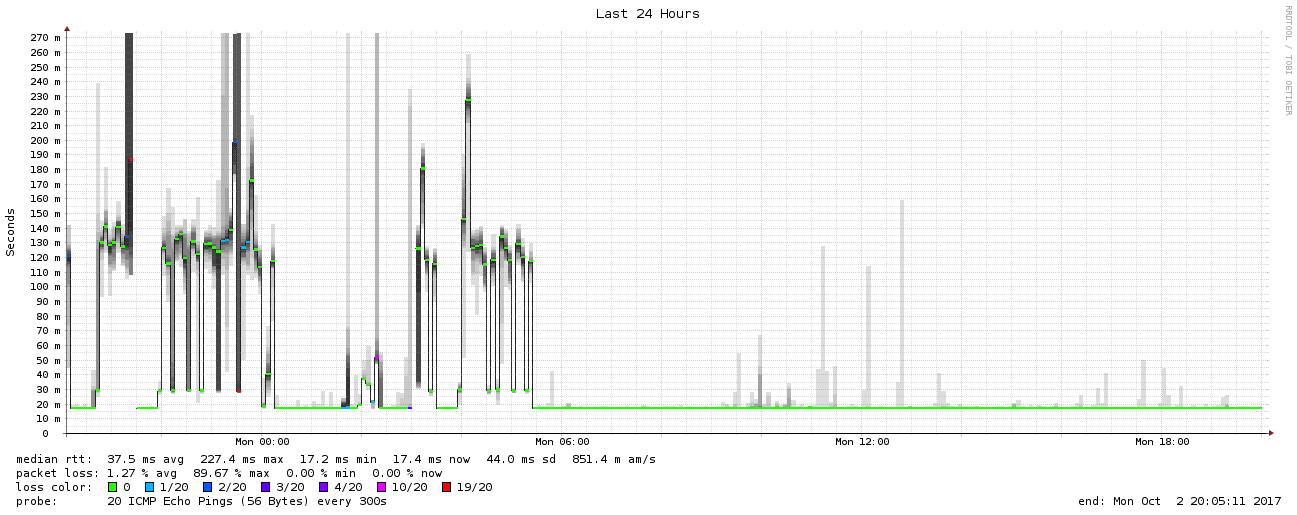 Last 24 Hours
RRDTOOL / TOBI OETIKER
Seconds
270 m
260 m
250 m
240 m
230 m
220 m
210 m
200 m
190 m
180 m
170 m
160 m
150 m
140 m
130 m
120 m
110 m
100 m
90 m
80 m
70 m
60 m
50 m
40 m
30 m
20 m
10 m
0
Mon 00:00 Mon 06:00 Mon 12:00 Mon 18:00
median rtt: 37.5 ms avg 227.4 ms max 17.2 ms min 17.4 ms now 44.0 ms sd 851.4 m am/s
packet loss: 1.27 % avg 89.67 % max 0.00 % min 0.00 % now
loss color: 0 1/20 2/20 3/20 4/20 10/20 19/20
probe: 20 ICMP Echo Pings (56 Bytes) every 300s end: Mon Oct 2 20:05:11 2017